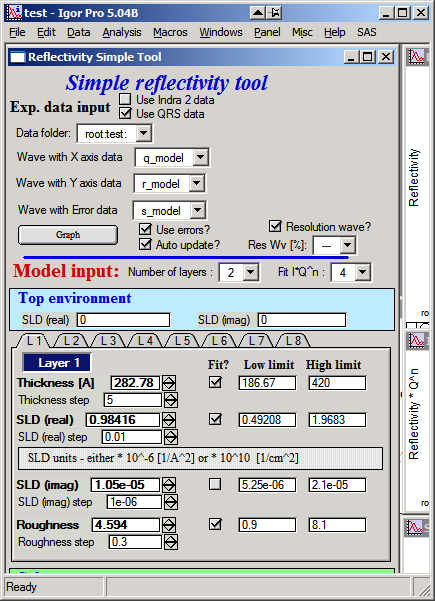 test - Igor Pro 5.04B
File Edit Data Analysis Macros Windows Panel Misc Help SAS
Reflectivity Simple Tool
Simple reflectivity tool
Exp. data input
Use Indra 2 data
Use QRS data
Data folder: root:test:
Wave with X axis data q_model
Wave with Y axis data r_model
Wave with Error data s_model
Graph
Use errors?
Resolution wave?
Auto update?
Res Wv [%]: ---
Model input: Number of layers : 2 Fit I*Q^n : 4
Top environment
SLD (real) 0 SLD (imag) 0
L 1 L 2 L 3 L 4 L 5 L 6 L 7 L 8
Layer 1 Fit? Low limit High limit
Thickness [A] 282.78 186.67 420
Thickness step 5
SLD (real) 0.98416 0.49208 1.9683
SLD (real) step 0.01
SLD units - either * 10^-6 [1/A^2] or * 10^10 [1/cm^2]
SLD (imag) 1.05e-05 5.25e-06 2.1e-05
SLD (imag) step 1e-06
Roughness 4.594 0.9 8.1
Roughness step 0.3
Ready
Reflectivity
ro
Reflectivity * Q^n
ro